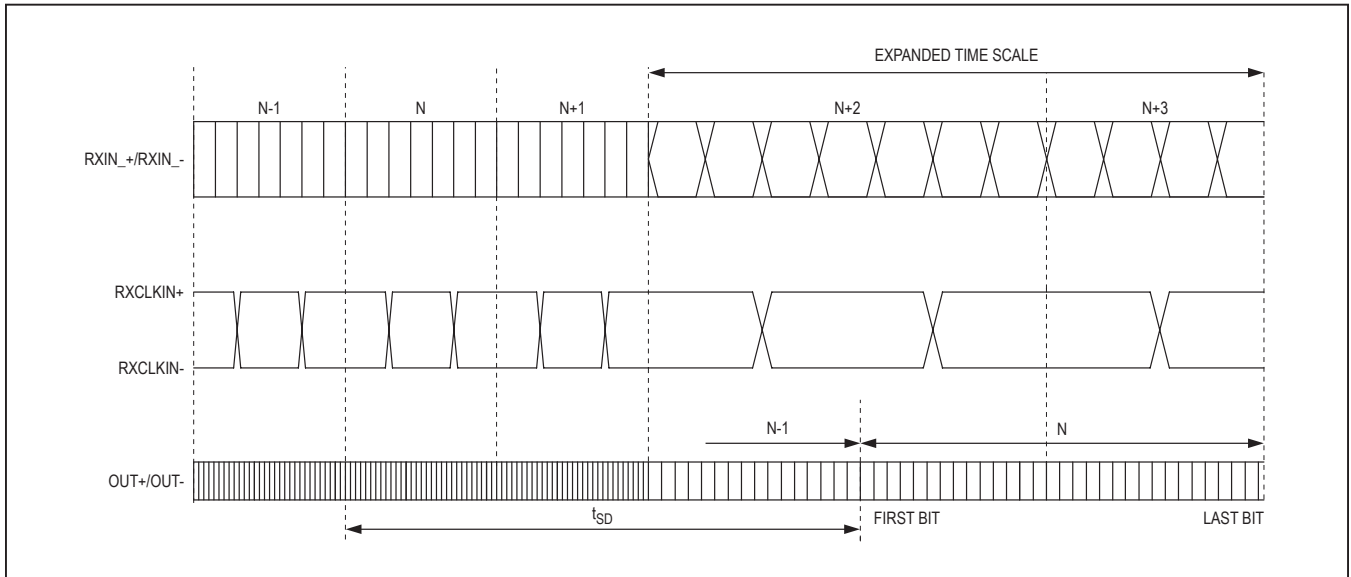 EXPANDED TIME SCALE
N-1 N N+1 N+2 N+3
RXIN_+/RXIN_-
RXCLKIN+
RXCLKIN-
N-1 N
OUT+/OUT-
tSD FIRST BIT LAST BIT